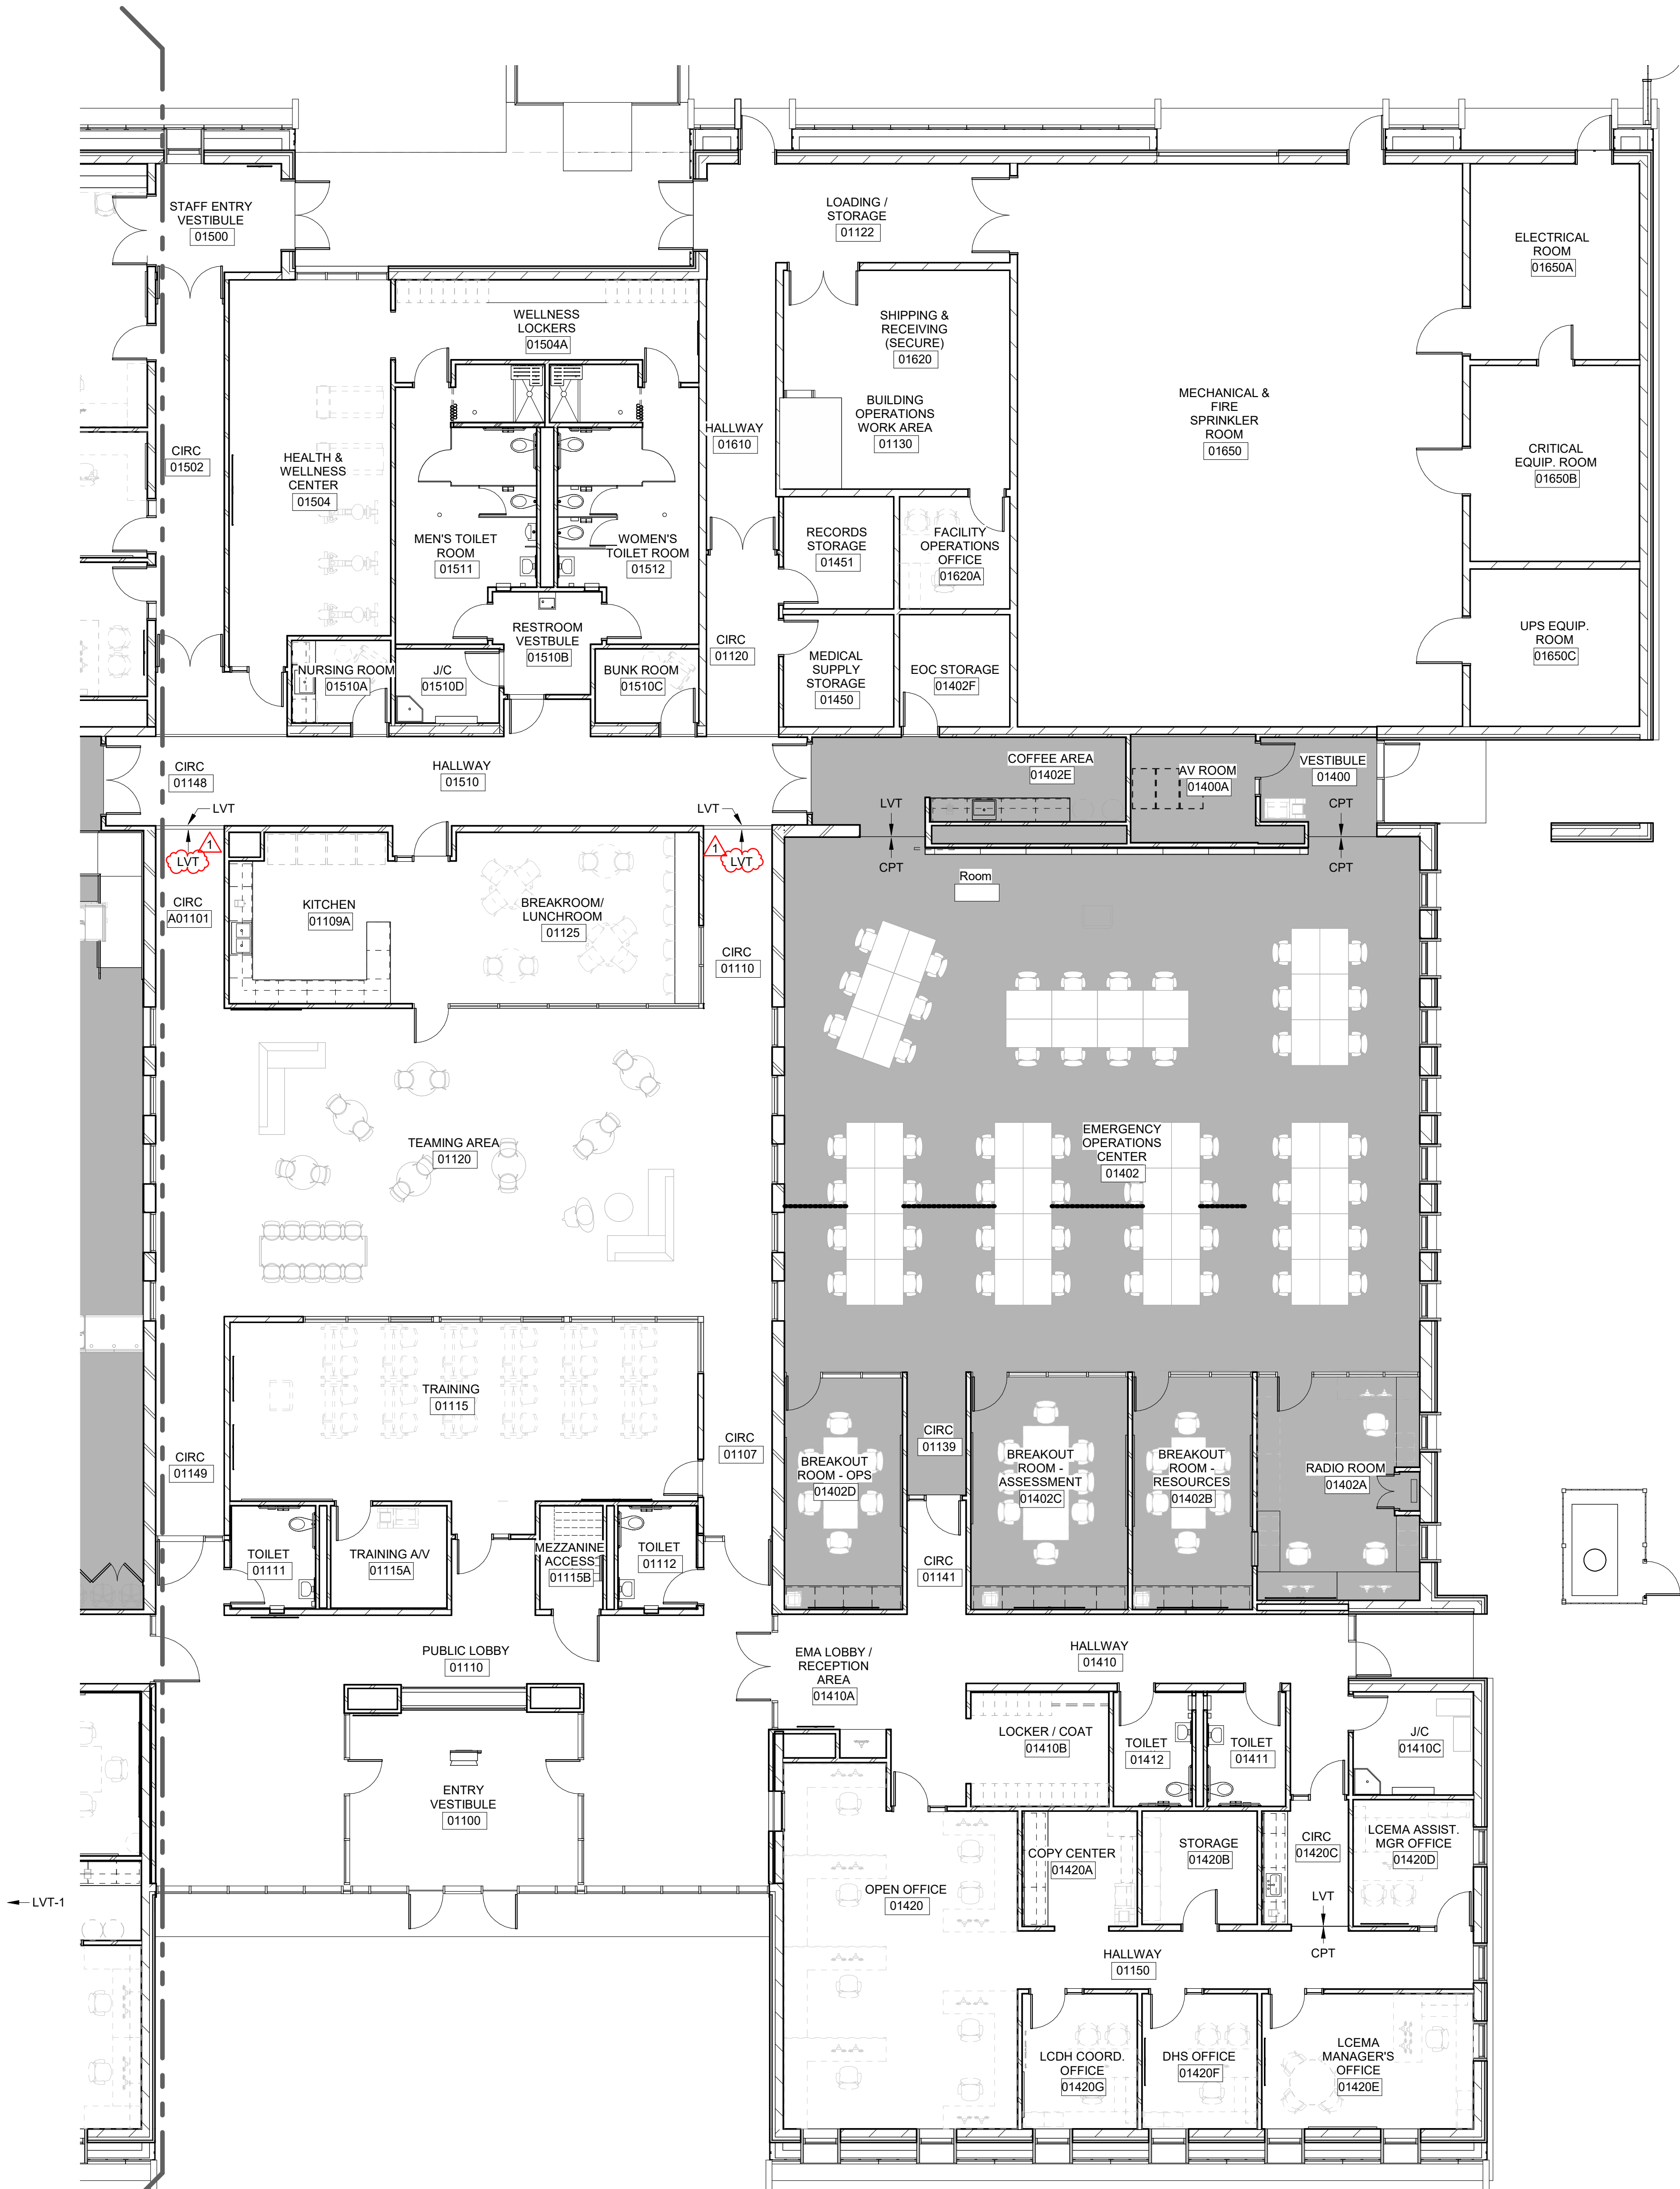 STAFF ENTRY
VESTIBULE
01500
LOADING /
STORAGE
01122
ELECTRICAL
ROOM
01650A
WELLNESS
LOCKERS
01504A
SHIPPING &
RECEIVING
(SECURE)
01620
BUILDING
OPERATIONS
WORK AREA
01130
MECHANICAL &
FIRE
SPRINKLER
ROOM
01650
CIRC
01502
HEALTH &
WELLNESS
CENTER
01504
HALLWAY
01610
CRITICAL
EQUIP. ROOM
01650B
MEN'S TOILET
ROOM
01511
WOMEN'S
TOILET ROOM
01512
RECORDS
STORAGE
01451
FACILITY
OPERATIONS
OFFICE
01620A
RESTROOM
VESTBULE
01510B
CIRC
01120
UPS EQUIP.
ROOM
01650C
NURSING ROOM
01510A
J/C
01510D
BUNK ROOM
01510C
MEDICAL
SUPPLY
STORAGE
01450
EOC STORAGE
01402F
CIRC
01148
HALLWAY
01510
COFFEE AREA
01402E
AV ROOM
01400A
VESTIBULE
01400
LVT
LVT
LVT
CPT
1
LVT
1
LVT
CPT
CPT
Room
CIRC
A01101
KITCHEN
01109A
BREAKROOM/
LUNCHROOM
01125
CIRC
01110
TEAMING AREA
01120
EMERGENCY
OPERATIONS
CENTER
01402
TRAINING
01115
CIRC
01149
CIRC
01107
CIRC
01139
BREAKOUT
ROOM - OPS
01402D
BREAKOUT
ROOM -
ASSESSMENT
01402C
BREAKOUT
ROOM -
RESOURCES
01402B
RADIO ROOM
01402A
TOILET
01111
TRAINING A/V
01115A
MEZZANINE
ACCESS
01115B
TOILET
01112
CIRC
01141
PUBLIC LOBBY
01110
EMA LOBBY /
RECEPTION
AREA
01410A
HALLWAY
01410
LOCKER / COAT
01410B
TOILET
01412
TOILET
01411
J/C
01410C
ENTRY
VESTIBULE
01100
COPY CENTER
01420A
STORAGE
01420B
CIRC
01420C
LCEMA ASSIST.
MGR OFFICE
01420D
OPEN OFFICE
01420
LVT
CPT
LVT-1
HALLWAY
01150
LCDH COORD.
OFFICE
01420G
DHS OFFICE
01420F
LCEMA
MANAGER'S
OFFICE
01420E